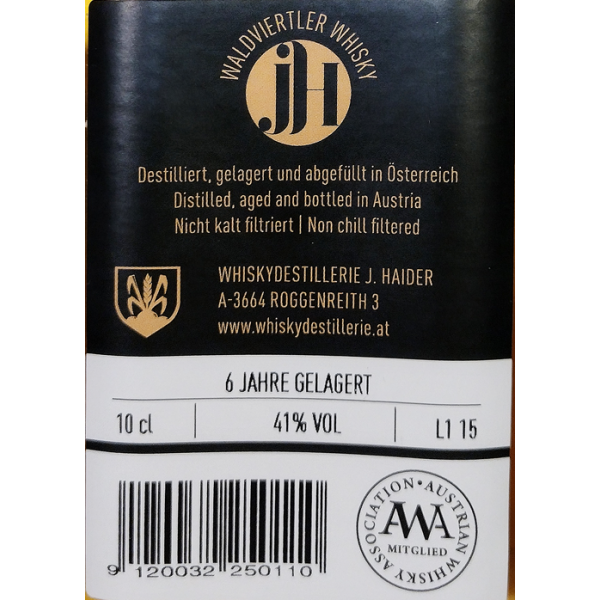 WALDVIERTLER WHISKY
JH
Destilliert, gelagert und abgefüllt in Österreich
Distilled, aged and bottled in Austria
Nicht kalt filtriert | Non chill filtered
WHISKYDESTILLERIE J. HAIDER
A-3664 ROGGENREITH 3
www.whiskydestillerie.at
6 JAHRE GELAGERT
10 cl | 41% VOL | L1 15
9 120032 250110
ASSOCIATION • AUSTRIAN WHISKY
AWA
MITGLIED